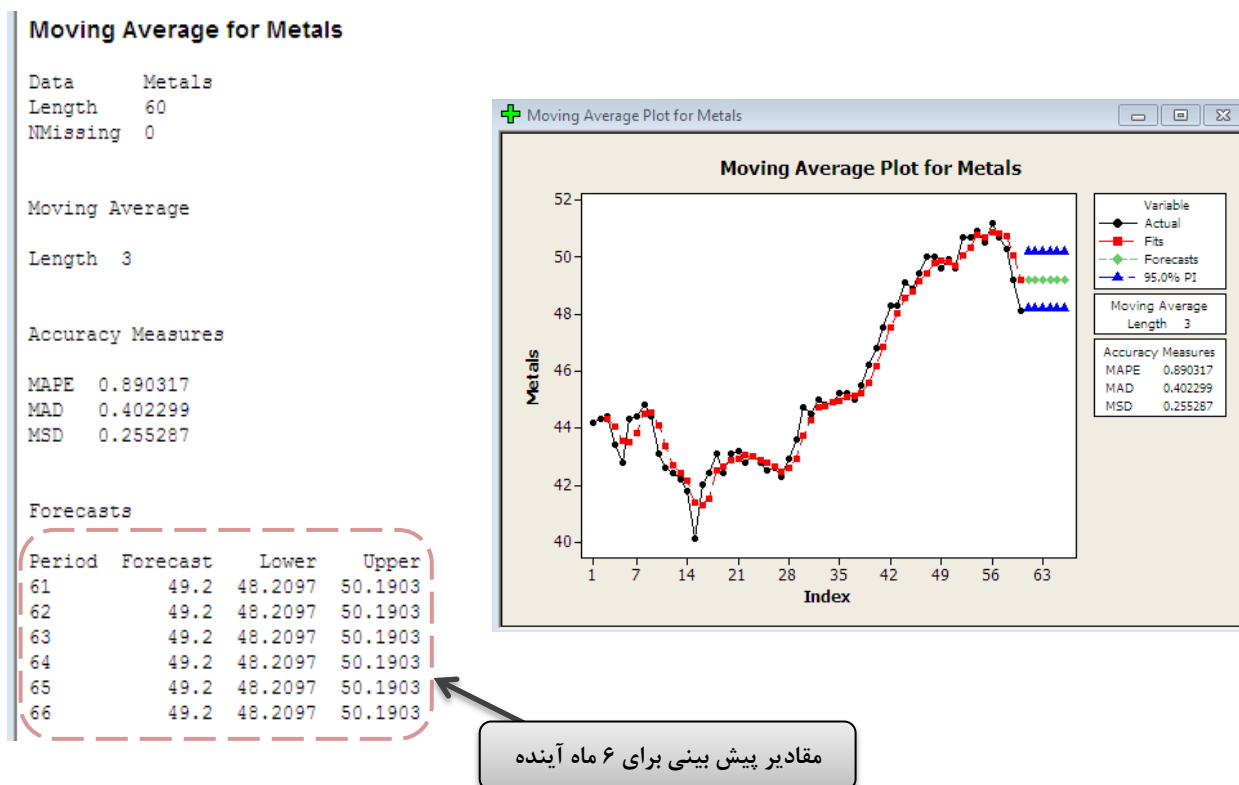 Moving Average for Metals
Data Metals
Length 60
NMissing 0
Moving Average
Length 3
Accuracy Measures
MAPE 0.890317
MAD 0.402299
MSD 0.255287
Forecasts
Period Forecast Lower Upper
61 49.2 48.2097 50.1903
62 49.2 48.2097 50.1903
63 49.2 48.2097 50.1903
64 49.2 48.2097 50.1903
65 49.2 48.2097 50.1903
66 49.2 48.2097 50.1903
Moving Average Plot for Metals
Moving Average Plot for Metals
52
50
48
46
44
42
40
Metals
1 7 14 21 28 35 42 49 56 63
Index
Variable
Actual
Fits
Forecasts
95.0% PI
Moving Average
Length 3
Accuracy Measures
MAPE 0.890317
MAD 0.402299
MSD 0.255287
مقادیر پیش بینی برای ۶ ماه آینده